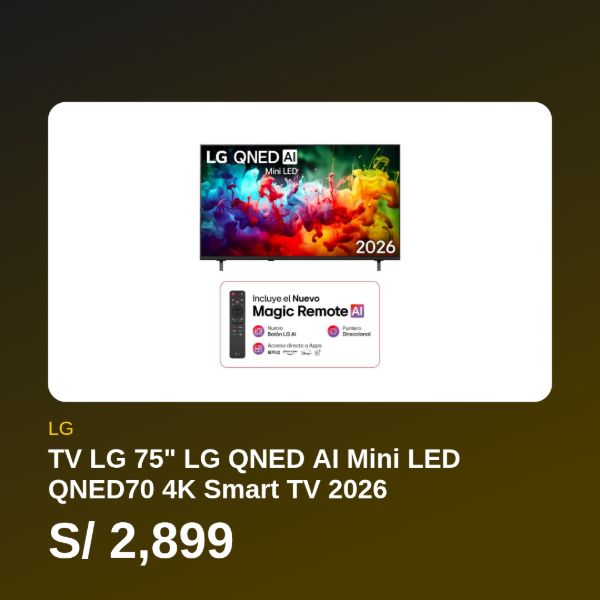 LG QNED AI
Mini LED
2026
Incluye el Nuevo
Magic Remote AI
Nuevo
Botón LG AI
Puntero
Direccional
Acceso directo a Apps
NETFLIX
LG
TV LG 75" LG QNED AI Mini LED
QNED70 4K Smart TV 2026
S/ 2,899